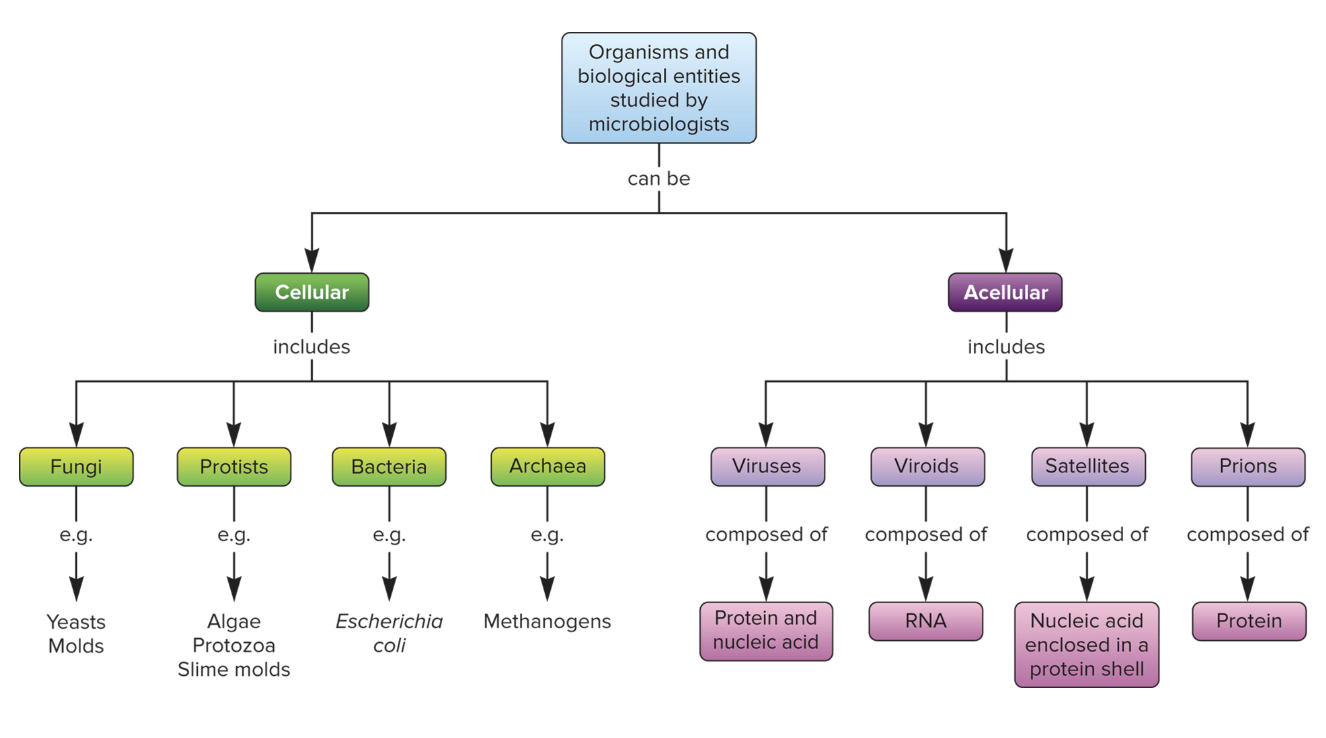 Organisms and
biological entities
studied by
microbiologists
can be
Cellular
Acellular
includes
includes
Fungi
Protists
Bacteria
Archaea
Viruses
Viroids
Satellites
Prions
e.g.
e.g.
e.g.
e.g.
composed of
composed of
composed of
composed of
Yeasts
Molds
Algae
Protozoa
Slime molds
Escherichia
coli
Methanogens
Protein and
nucleic acid
RNA
Nucleic acid
enclosed in a
protein shell
Protein